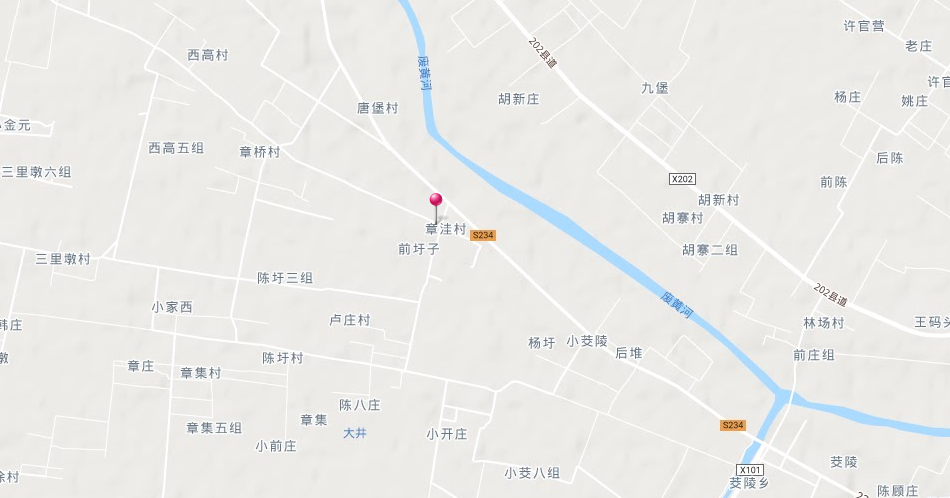 许官营
老庄
西高村
202县道
废黄河
许官
九堡
胡新庄
杨庄
姚庄
唐堡村
小金元
西高五组
章桥村
后陈
三里墩六组
X202
前陈
胡新村
胡寨村
章洼村
S234
前圩子
胡寨二组
三里墩村
陈圩三组
202县道
废黄河
小家西
卢庄村
林场村
王码头
韩庄
杨圩
小茭陵
后堆
前庄组
墩
陈圩村
章庄
章集村
陈八庄
章集
S234
章集五组
大井
小开庄
小前庄
茭陵
X101
小茭八组
徐村
茭陵乡
陈顾庄